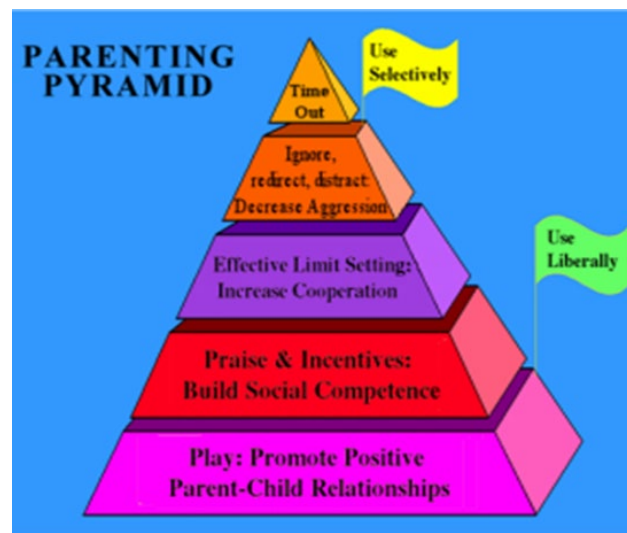 PARENTING
PYRAMID
Use
Selectively
Time
Out
Ignore,
redirect, distract:
Decrease Aggression
Effective Limit Setting:
Increase Cooperation
Use
Liberally
Praise & Incentives:
Build Social Competence
Play: Promote Positive
Parent-Child Relationships